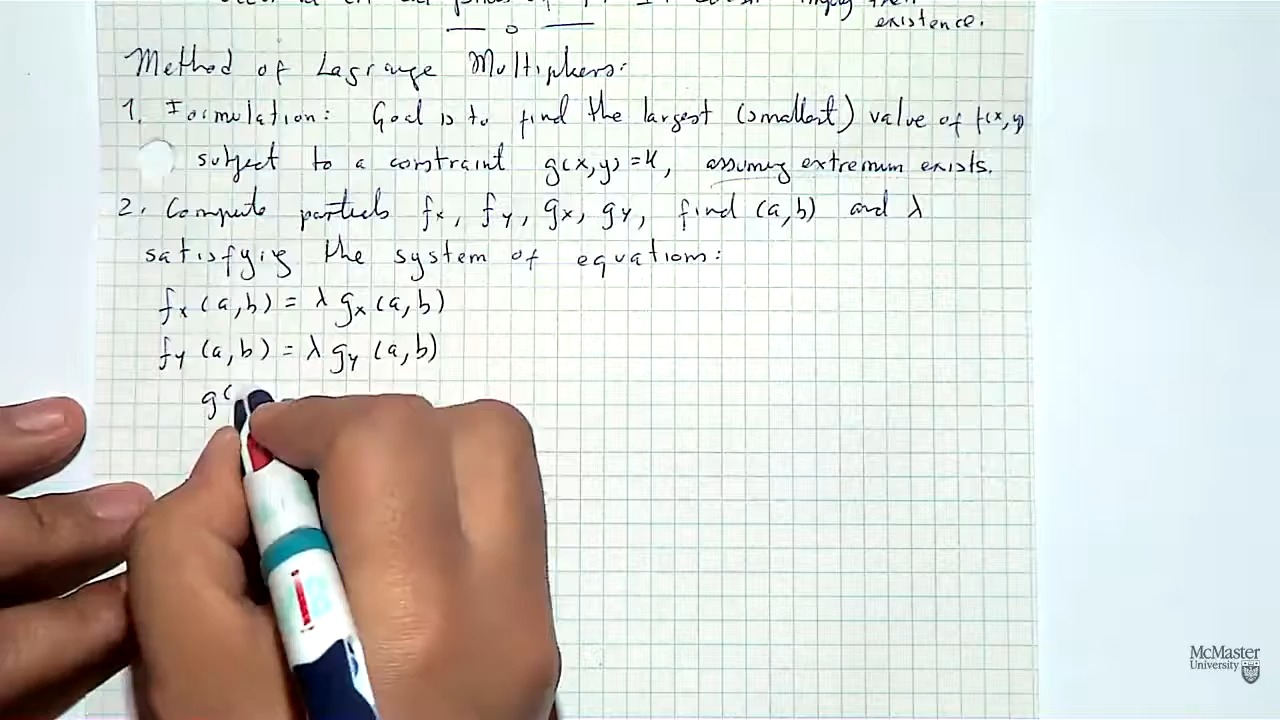 existence.
Method of Lagrange Multipliers:
1. Formulation: Goal is to find the largest (smallest) value of f(x,y)
subject to a constraint g(x,y) = k, assuming extremum exists.
2. Compute partials fx, fy, gx, gy, find (a,b) and λ
satisfyig the system of equations:
fx (a,b) = λ gx (a,b)
fy (a,b) = λ gy (a,b)
g(
McMaster
University